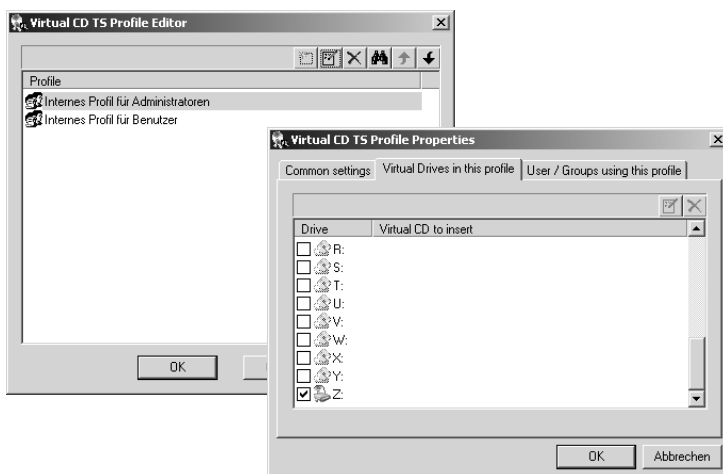 Virtual CD TS Profile Editor
Profile
Internes Profil für Administratoren
Internes Profil für Benutzer
OK
Virtual CD TS Profile Properties
Common settings
Virtual Drives in this profile
User / Groups using this profile
Drive
Virtual CD to insert
R:
S:
T:
U:
V:
W:
X:
Y:
Z:
OK
Abbrechen